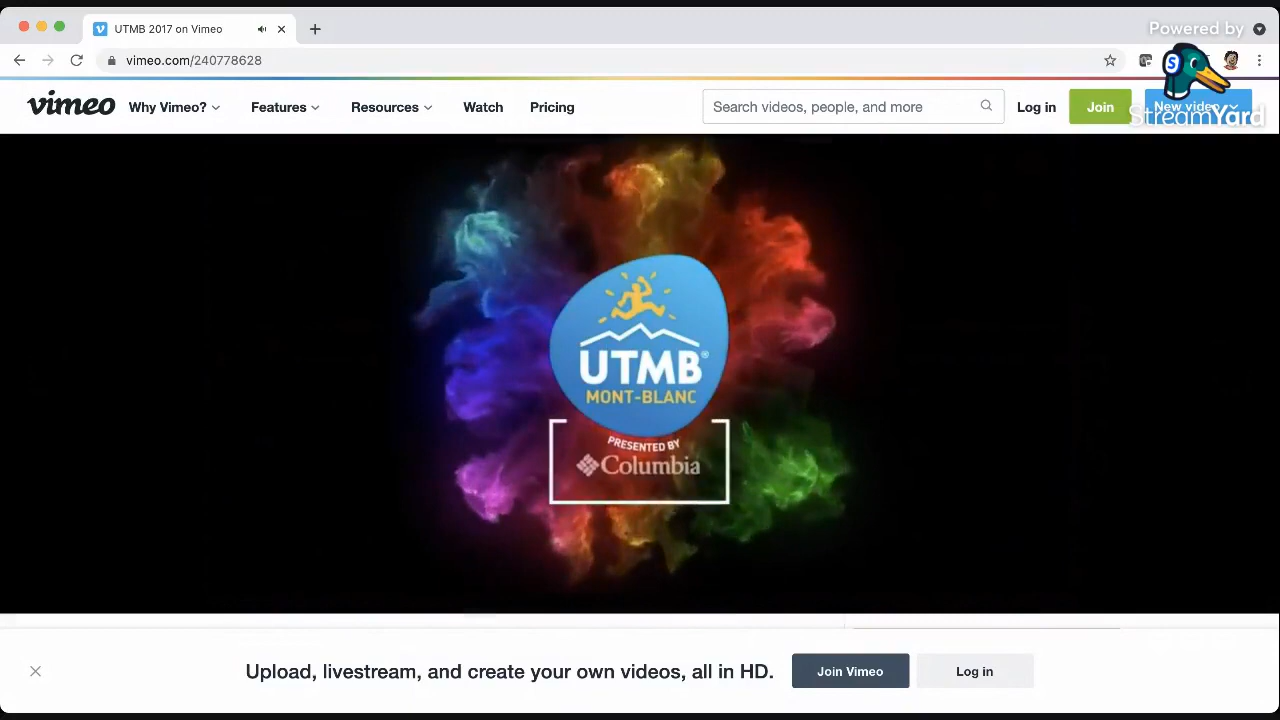 UTMB 2017 on Vimeo
Powered by
vimeo.com/240778628
vimeo
Why Vimeo?
Features
Resources
Watch
Pricing
Search videos, people, and more
Log in
Join
New video
S
StreamYard
UTMB®
MONT-BLANC
PRESENTED BY
Columbia
Upload, livestream, and create your own videos, all in HD.
Join Vimeo
Log in